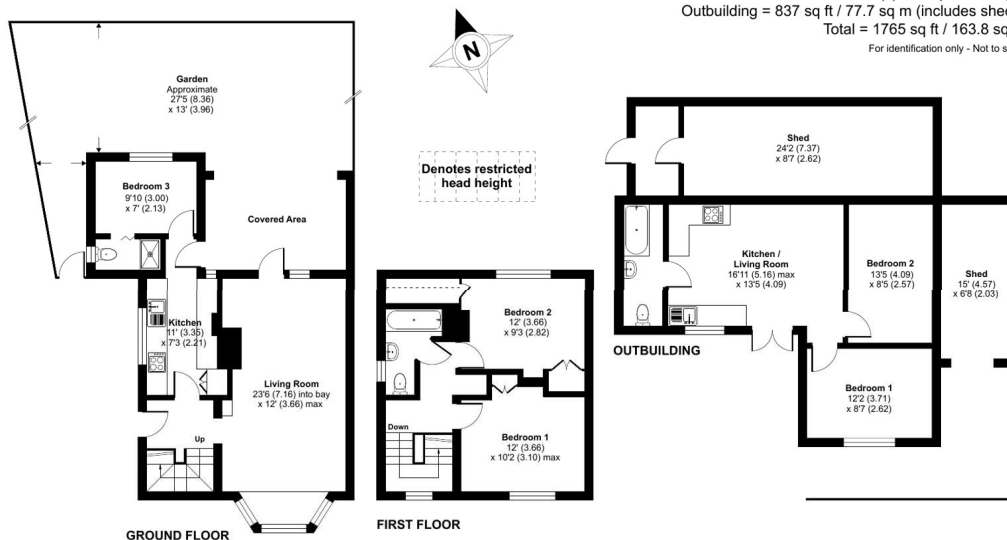 Outbuilding = 837 sq ft / 77.7 sq m (includes
Total = 1765 sq ft / 163.8
For identification only - Not to
N
Garden
Approximate
27'5 (8.36)
x 13' (3.96)
Denotes restricted
head height
Bedroom 3
9'10 (3.00)
x 7' (2.13)
Covered Area
Kitchen
11' (3.35)
x 7'3 (2.21)
Living Room
23'6 (7.16) into bay
x 12' (3.66) max
Up
GROUND FLOOR
Bedroom 2
12' (3.66)
x 9'3 (2.82)
Down
Bedroom 1
12' (3.66)
x 10'2 (3.10) max
FIRST FLOOR
Shed
24'2 (7.37)
x 8'7 (2.62)
Kitchen /
Living Room
16'11 (5.16) max
x 13'5 (4.09)
Bedroom 2
13'5 (4.09)
x 8'5 (2.57)
Shed
15' (4.57)
x 6'8 (2.03)
OUTBUILDING
Bedroom 1
12'2 (3.71)
x 8'7 (2.62)